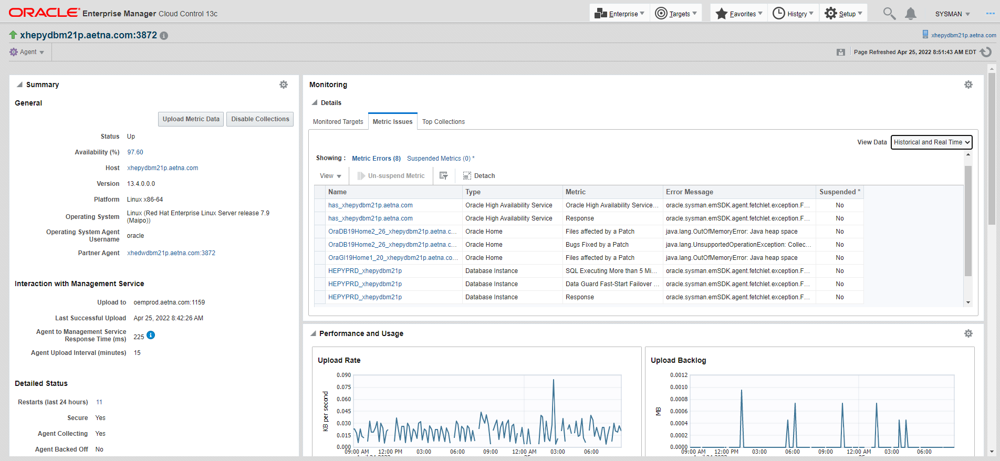 ORACLE Enterprise Manager Cloud Control 13c
Enterprise Targets Favorites History Setup SYSMAN
xhepydbm21p.aetna.com:3872
xhepydbm21p.aetna.com
Agent
Page Refreshed Apr 25, 2022 8:51:43 AM EDT
Summary
General
Upload Metric Data Disable Collections
Status Up
Availability (%) 97.60
Host xhepydbm21p.aetna.com
Version 13.4.0.0.0
Platform Linux x86-64
Operating System Linux (Red Hat Enterprise Linux Server release 7.9
(Maipo))
Operating System Agent
Username oracle
Partner Agent xhedwdbm21p.aetna.com:3872
Interaction with Management Service
Upload to oemprod.aetna.com:1159
Last Successful Upload Apr 25, 2022 8:42:26 AM
Agent to Management Service
Response Time (ms) 225
Agent Upload Interval (minutes) 15
Detailed Status
Restarts (last 24 hours) 11
Secure Yes
Agent Collecting Yes
Agent Backed Off No
Monitoring
Details
Monitored Targets Metric Issues Top Collections
View Data Historical and Real Time
Showing : Metric Errors (8) Suspended Metrics (0) *
View Un-suspend Metric Detach
Name Type Metric Error Message Suspended *
has_xhepydbm21p.aetna.com Oracle High Availability Service Oracle High Availability Service... oracle.sysman.emSDK.agent.fetchlet.exception.F... No
has_xhepydbm21p.aetna.com Oracle High Availability Service Response oracle.sysman.emSDK.agent.fetchlet.exception.F... No
OraDB19Home2_26_xhepydbm21p.aetna.c... Oracle Home Files affected by a Patch java.lang.OutOfMemoryError: Java heap space No
OraDB19Home2_26_xhepydbm21p.aetna.c... Oracle Home Bugs Fixed by a Patch java.lang.UnsupportedOperationException: Collec... No
OraGI19Home1_20_xhepydbm21p.aetna.co... Oracle Home Files affected by a Patch java.lang.OutOfMemoryError: Java heap space No
HEPYPRD_xhepydbm21p Database Instance SQL Executing More than 5 Mi... oracle.sysman.emSDK.agent.fetchlet.exception.F... No
HEPYPRD_xhepydbm21p Database Instance Data Guard Fast-Start Failover ... oracle.sysman.emSDK.agent.fetchlet.exception.F... No
HEPYPRD_xhepydbm21p Database Instance Response oracle.sysman.emSDK.agent.fetchlet.exception.F... No
Performance and Usage
Upload Rate
0.090
0.075
0.060
0.045
0.030
0.015
0.000
KB per second
09:00 AM 12:00 PM 03:00 06:00 09:00 12:00 AM 03:00 06:00
Upload Backlog
0.0012
0.0010
0.0008
0.0006
0.0004
0.0002
0.0000
MB
09:00 AM 12:00 PM 03:00 06:00 09:00 12:00 AM 03:00 06:00